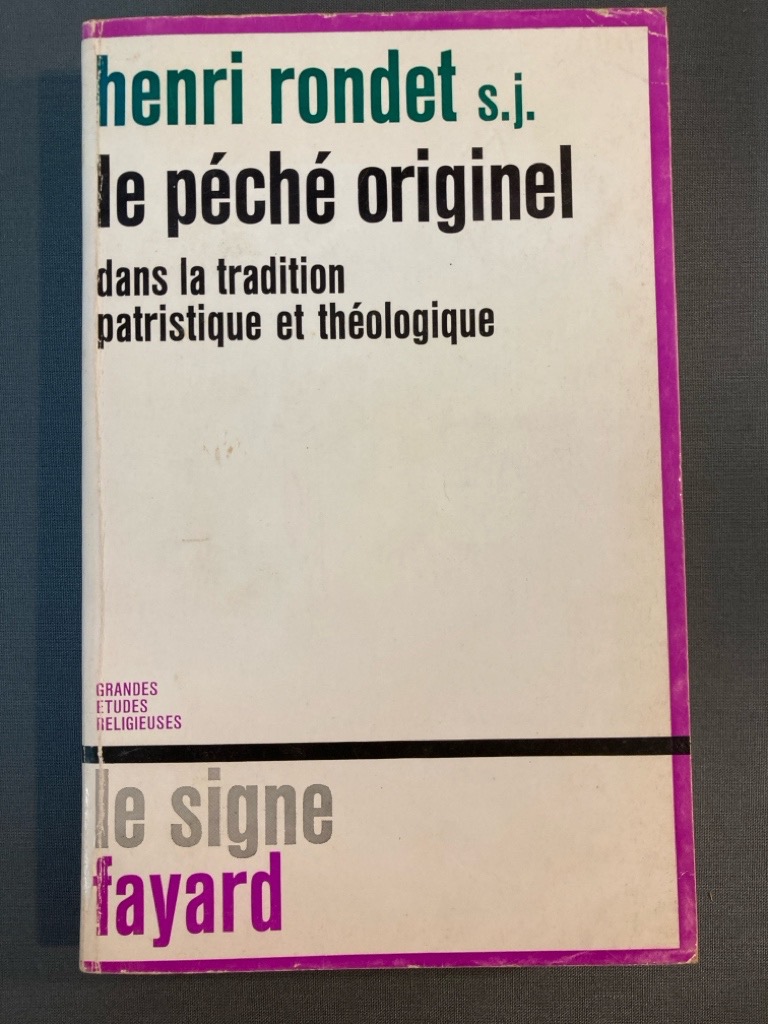 henri rondet s.j.
le péché originel
dans la tradition
patristique et théologique
GRANDES
ETUDES
RELIGIEUSES
le signe
fayard